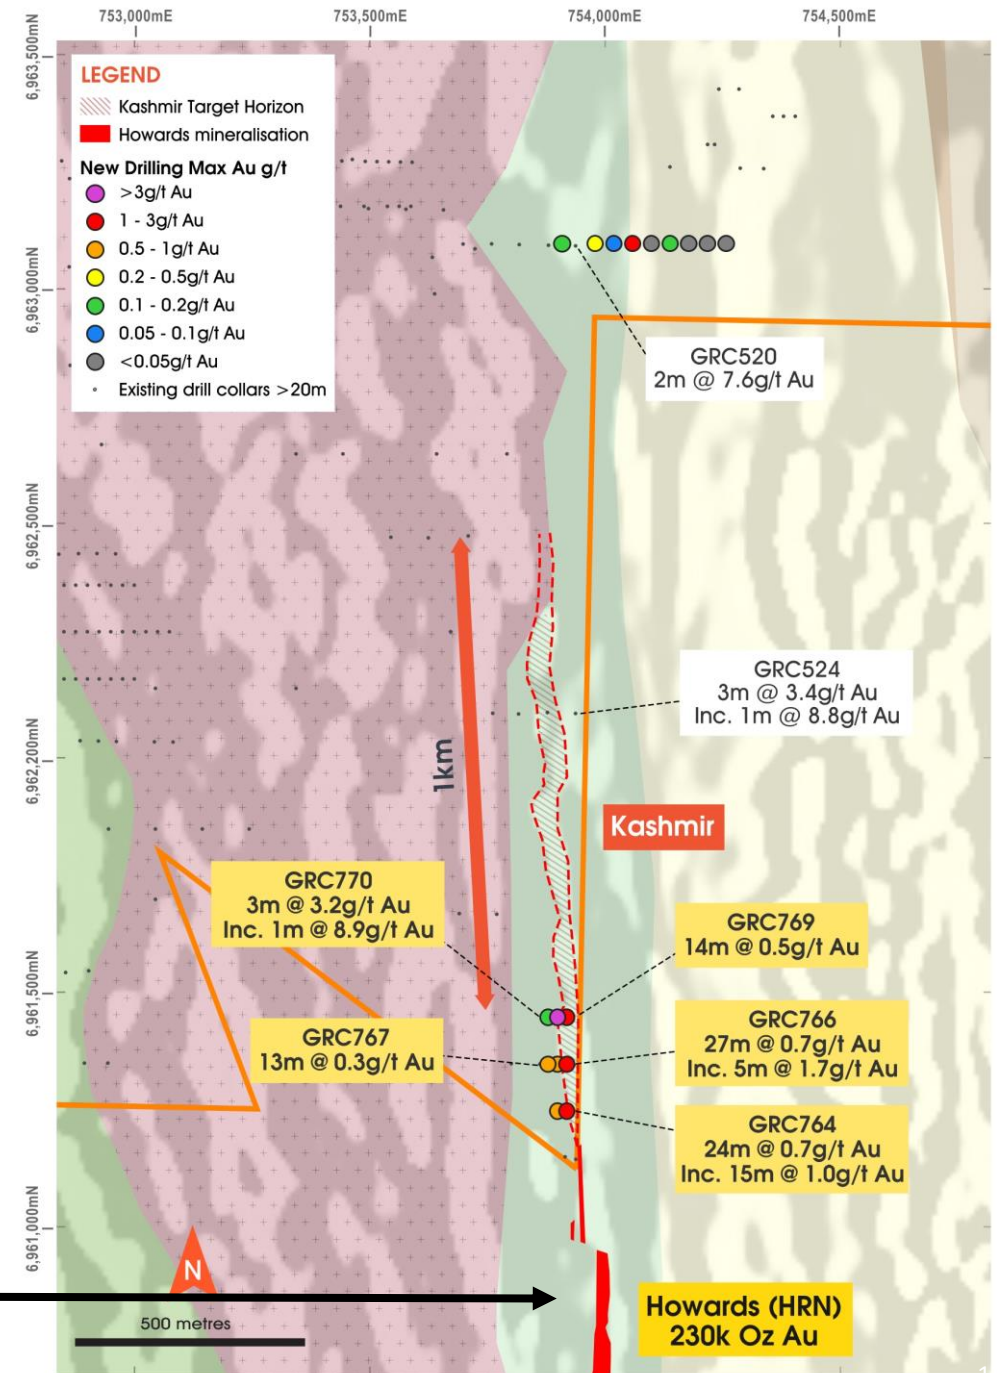 753,000mE
753,500mE
754,000mE
754,500mE
6,963,500mN
6,963,000mN
6,962,500mN
6,962,200mN
6,961,500mN
6,961,000mN
LEGEND
Kashmir Target Horizon
Howards mineralisation
New Drilling Max Au g/t
>3g/t Au
1 - 3g/t Au
0.5 - 1g/t Au
0.2 - 0.5g/t Au
0.1 - 0.2g/t Au
0.05 - 0.1g/t Au
<0.05g/t Au
Existing drill collars >20m
GRC520
2m @ 7.6g/t Au
GRC524
3m @ 3.4g/t Au
Inc. 1m @ 8.8g/t Au
1km
Kashmir
GRC770
3m @ 3.2g/t Au
Inc. 1m @ 8.9g/t Au
GRC769
14m @ 0.5g/t Au
GRC767
13m @ 0.3g/t Au
GRC766
27m @ 0.7g/t Au
Inc. 5m @ 1.7g/t Au
GRC764
24m @ 0.7g/t Au
Inc. 15m @ 1.0g/t Au
N
500 metres
Howards (HRN)
230k Oz Au
1